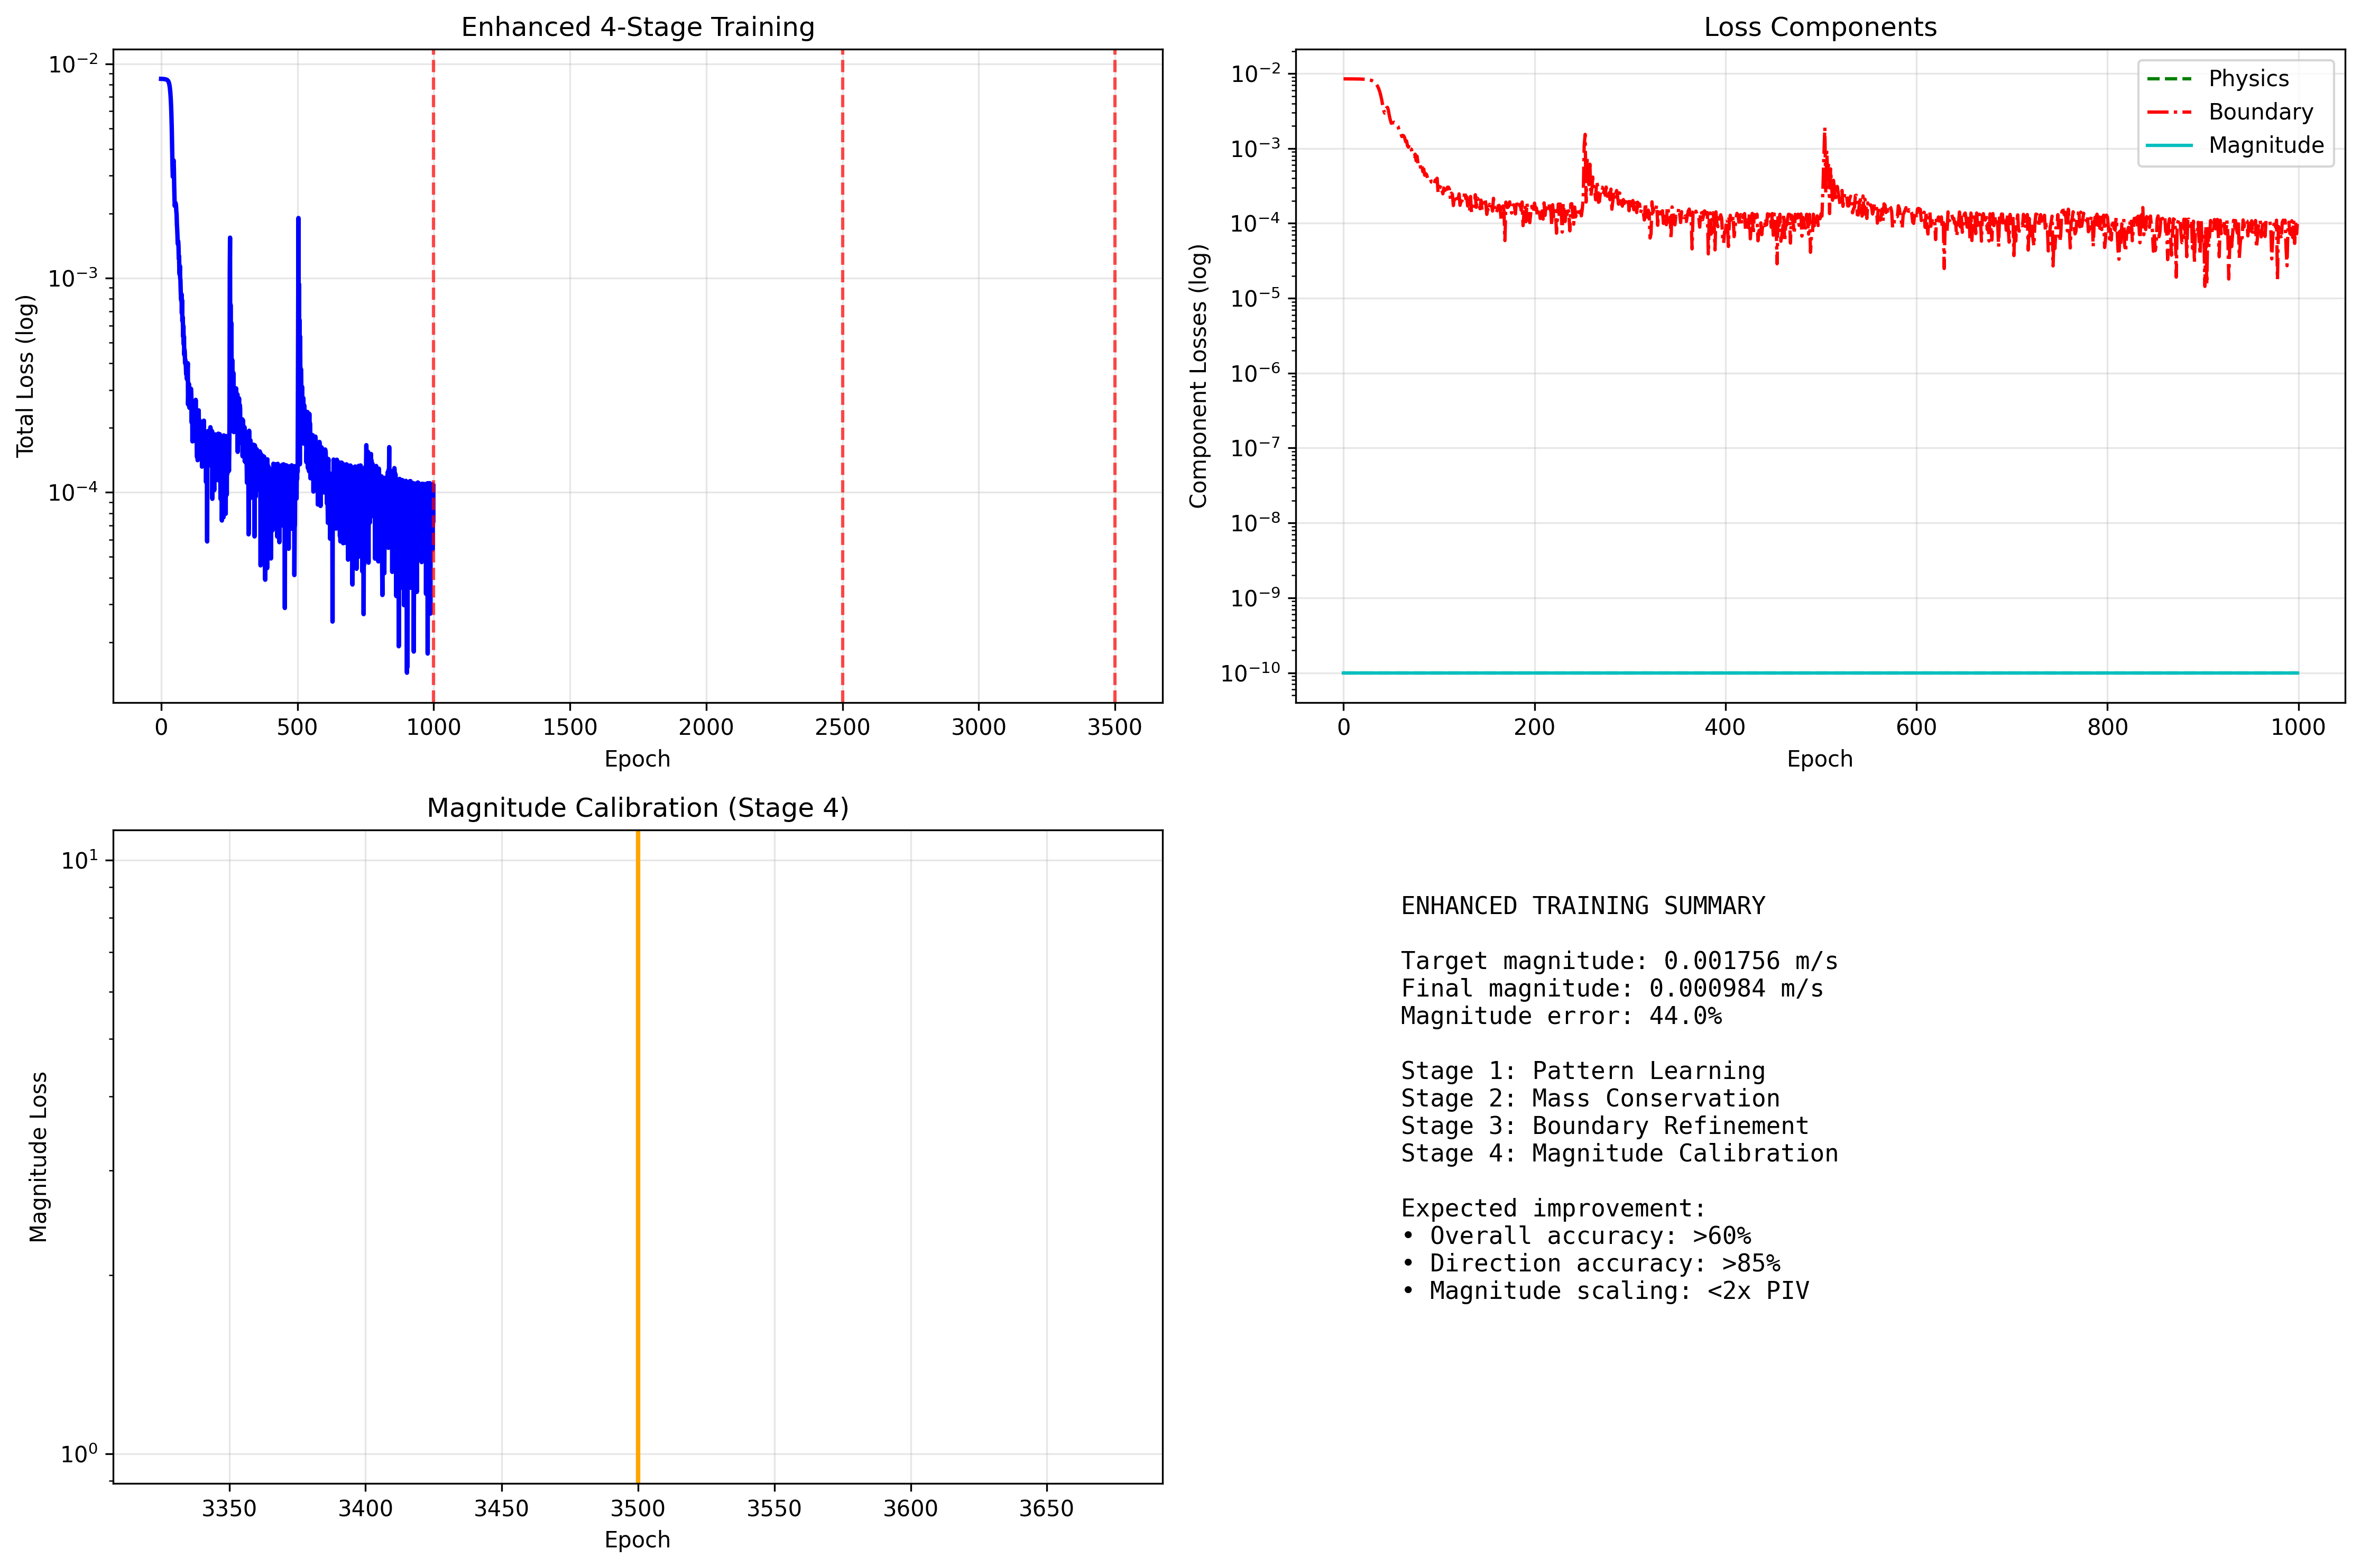 Enhanced 4-Stage Training
Total Loss (log)
10⁻²
10⁻³
10⁻⁴
0 500 1000 1500 2000 2500 3000 3500
Epoch
Loss Components
Component Losses (log)
10⁻²
10⁻³
10⁻⁴
10⁻⁵
10⁻⁶
10⁻⁷
10⁻⁸
10⁻⁹
10⁻¹⁰
Physics
Boundary
Magnitude
0 200 400 600 800 1000
Epoch
Magnitude Calibration (Stage 4)
Magnitude Loss
10¹
10⁰
3350 3400 3450 3500 3550 3600 3650
Epoch
ENHANCED TRAINING SUMMARY
Target magnitude: 0.001756 m/s
Final magnitude: 0.000984 m/s
Magnitude error: 44.0%
Stage 1: Pattern Learning
Stage 2: Mass Conservation
Stage 3: Boundary Refinement
Stage 4: Magnitude Calibration
Expected improvement:
• Overall accuracy: >60%
• Direction accuracy: >85%
• Magnitude scaling: <2x PIV